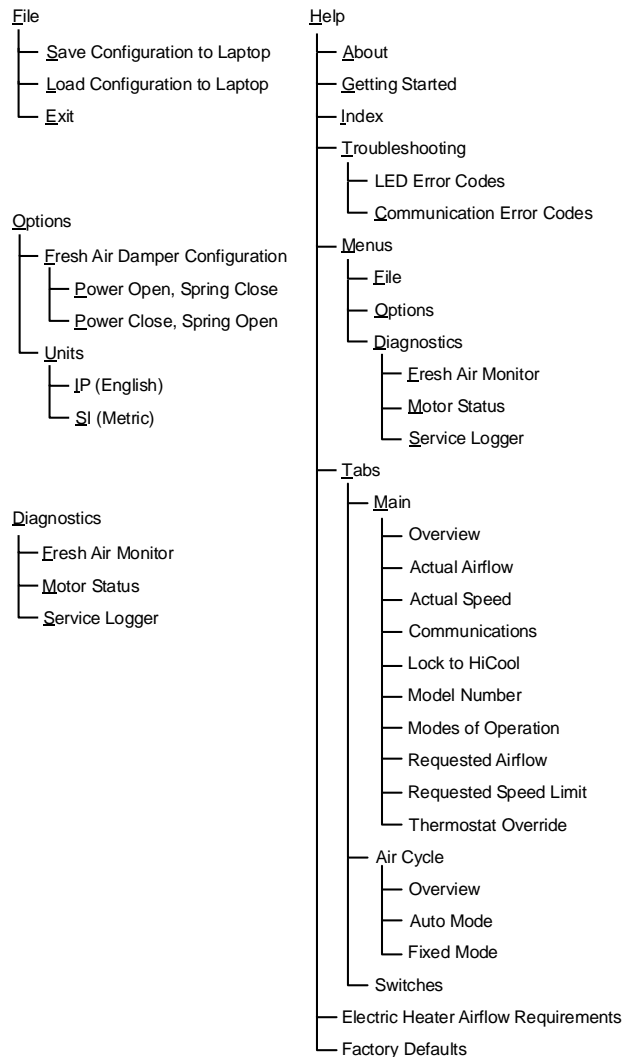 File
Save Configuration to Laptop
Load Configuration to Laptop
Exit
Options
Fresh Air Damper Configuration
Power Open, Spring Close
Power Close, Spring Open
Units
IP (English)
SI (Metric)
Diagnostics
Fresh Air Monitor
Motor Status
Service Logger
Help
About
Getting Started
Index
Troubleshooting
LED Error Codes
Communication Error Codes
Menus
File
Options
Diagnostics
Fresh Air Monitor
Motor Status
Service Logger
Tabs
Main
Overview
Actual Airflow
Actual Speed
Communications
Lock to HiCool
Model Number
Modes of Operation
Requested Airflow
Requested Speed Limit
Thermostat Override
Air Cycle
Overview
Auto Mode
Fixed Mode
Switches
Electric Heater Airflow Requirements
Factory Defaults